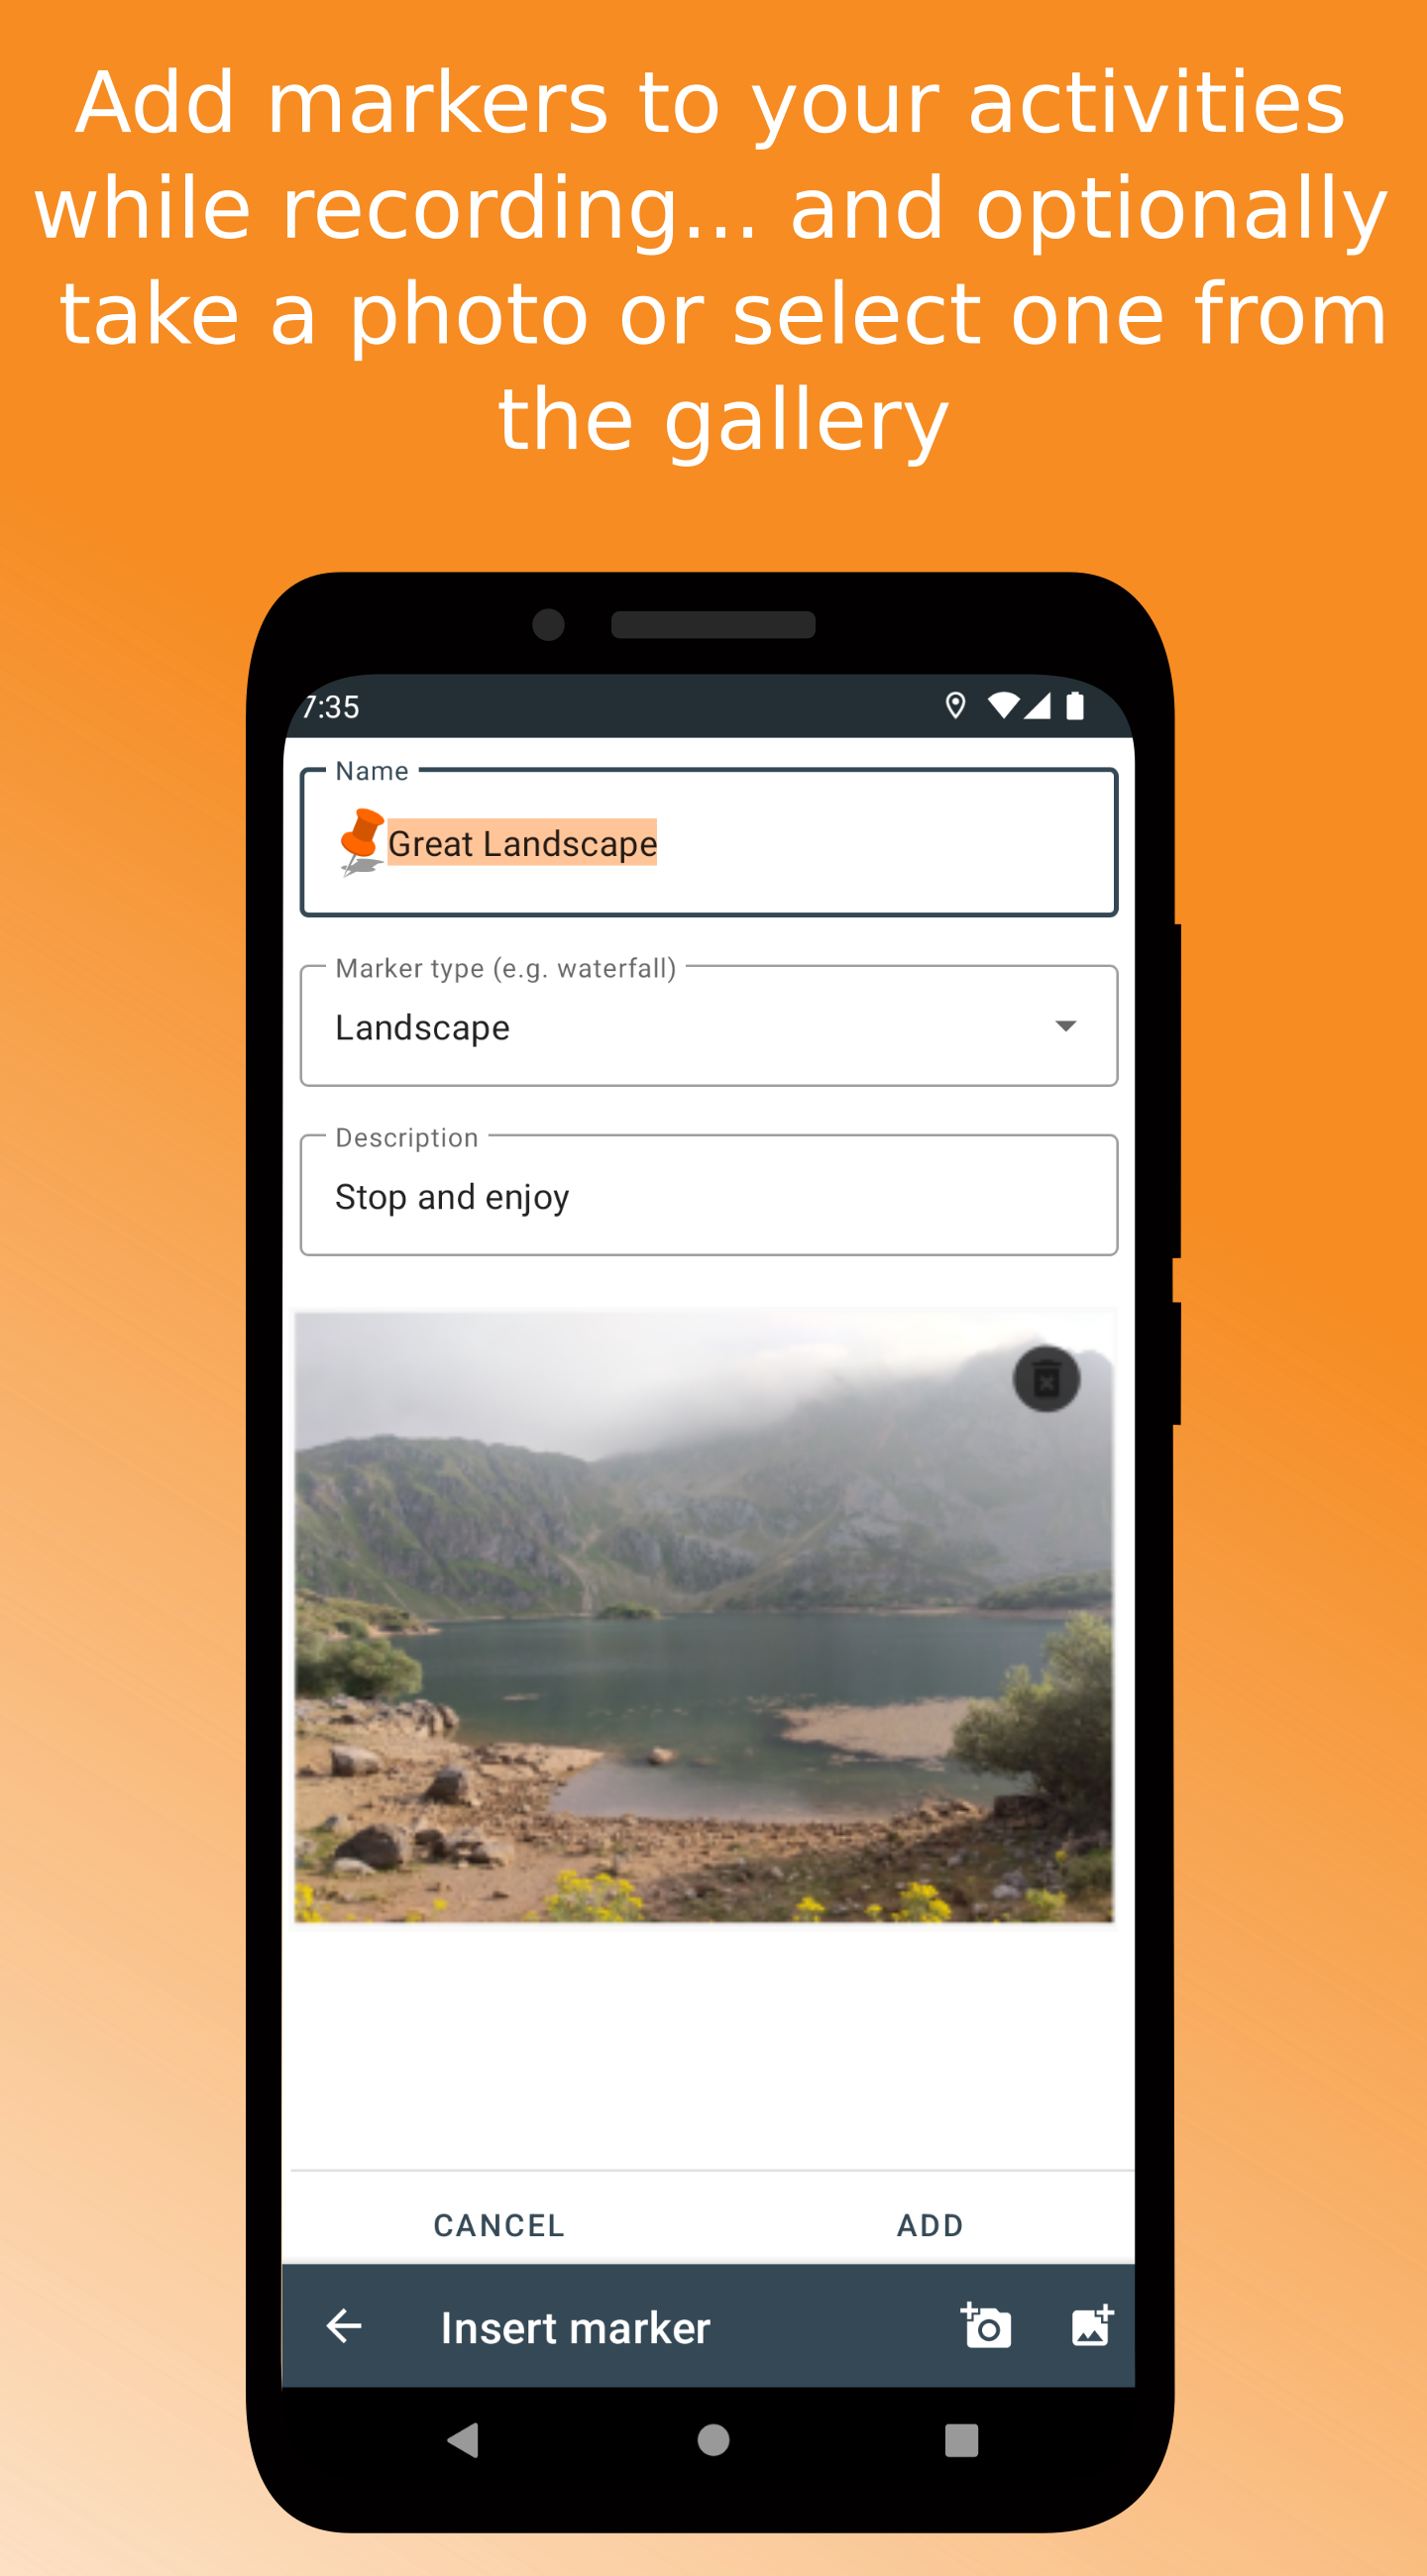 Add markers to your activities
while recording... and optionally
take a photo or select one from
the gallery
7:35
Name
Great Landscape
Marker type (e.g. waterfall)
Landscape
Description
Stop and enjoy
CANCEL ADD
Insert marker